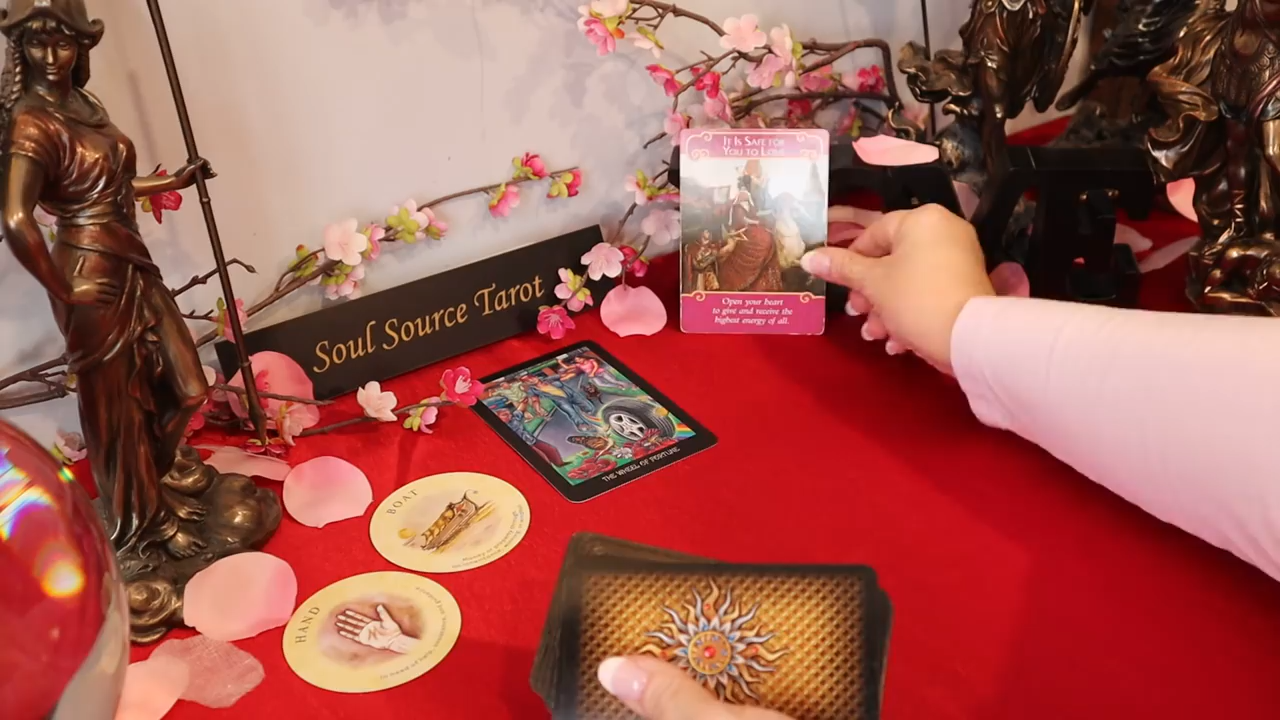 It Is Safe for
You to Love
Open your heart
to give and receive the
highest energy of all.
Soul Source Tarot
THE WHEEL OF FORTUNE
BOAT
HAND